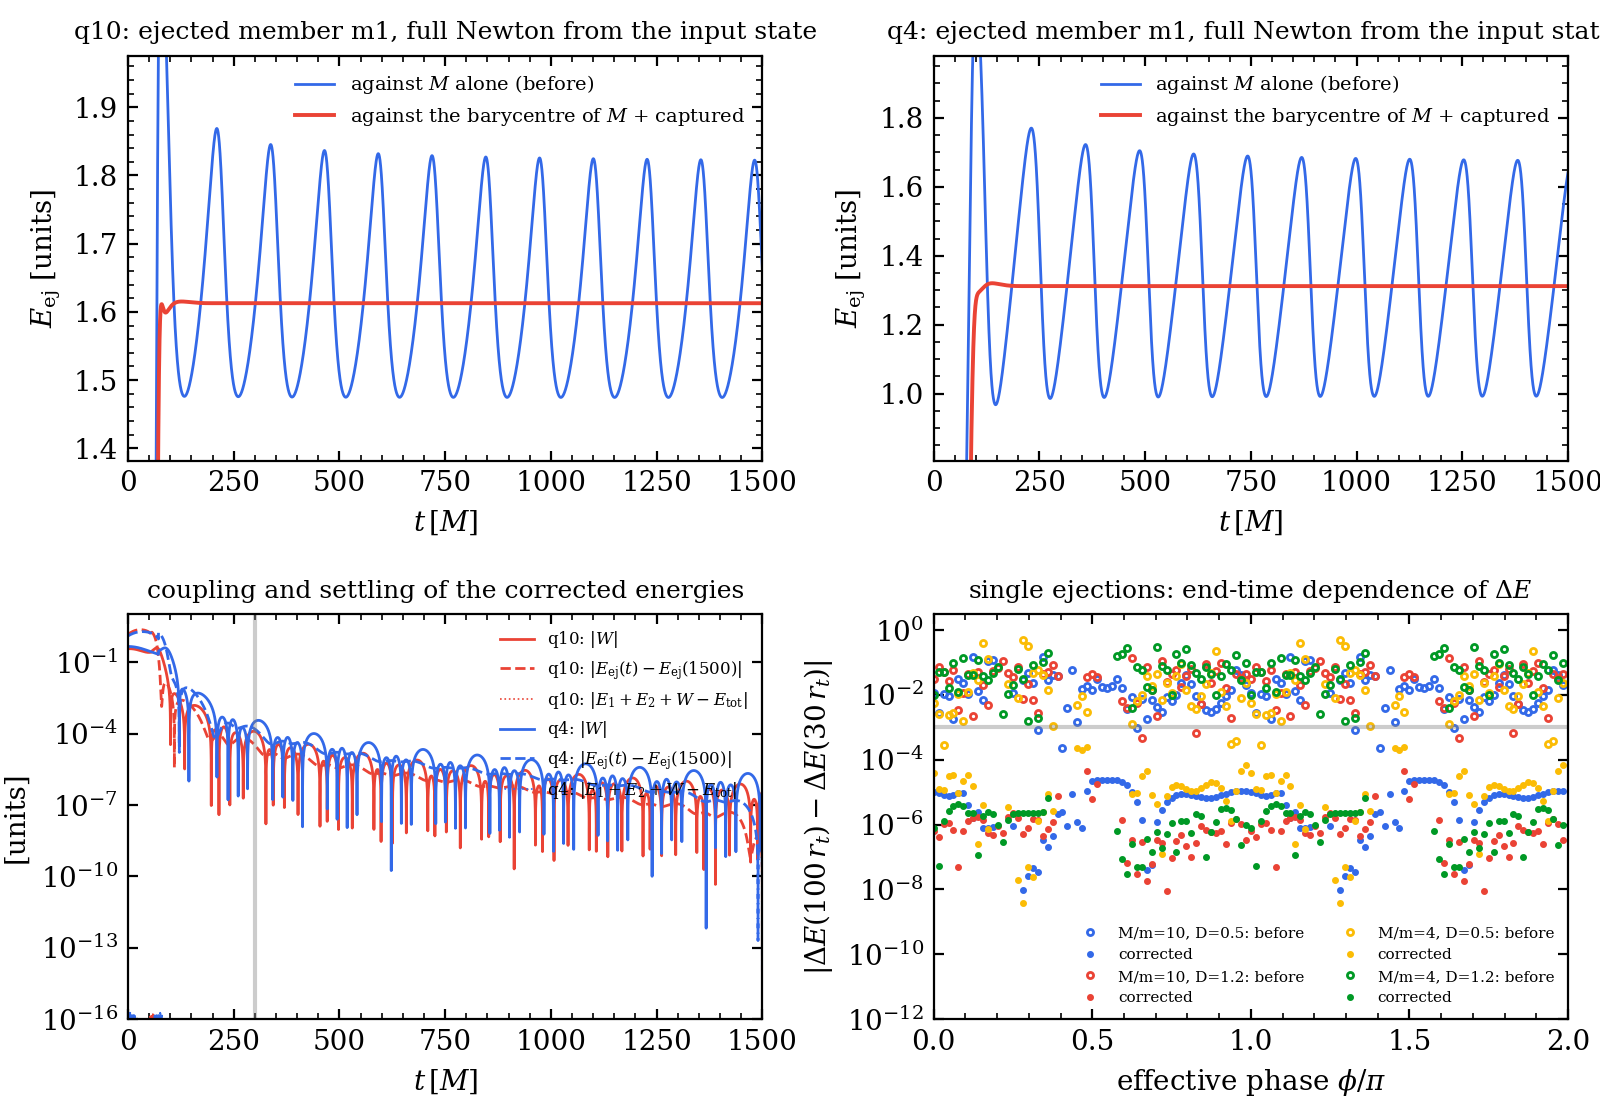 q10: ejected member m1, full Newton from the input state
against M alone (before)
against the barycentre of M + captured
1.9
1.8
1.7
1.6
1.5
1.4
E_ej [units]
0 250 500 750 1000 1250 1500
t [M]
q4: ejected member m1, full Newton from the input stat
against M alone (before)
against the barycentre of M + captured
1.8
1.6
1.4
1.2
1.0
E_ej [units]
0 250 500 750 1000 1250 1500
t [M]
coupling and settling of the corrected energies
q10: |W|
q10: |E_ej(t) − E_ej(1500)|
q10: |E_1 + E_2 + W − E_tot|
q4: |W|
q4: |E_ej(t) − E_ej(1500)|
q4: |E_1 + E_2 + W − E_tot|
10^−1
10^−4
10^−7
10^−10
10^−13
10^−16
[units]
0 250 500 750 1000 1250 1500
t [M]
single ejections: end-time dependence of ΔE
10^0
10^−2
10^−4
10^−6
10^−8
10^−10
10^−12
|ΔE(100 r_t) − ΔE(30 r_t)|
M/m=10, D=0.5: before
corrected
M/m=10, D=1.2: before
corrected
M/m=4, D=0.5: before
corrected
M/m=4, D=1.2: before
corrected
0.0 0.5 1.0 1.5 2.0
effective phase ϕ/π